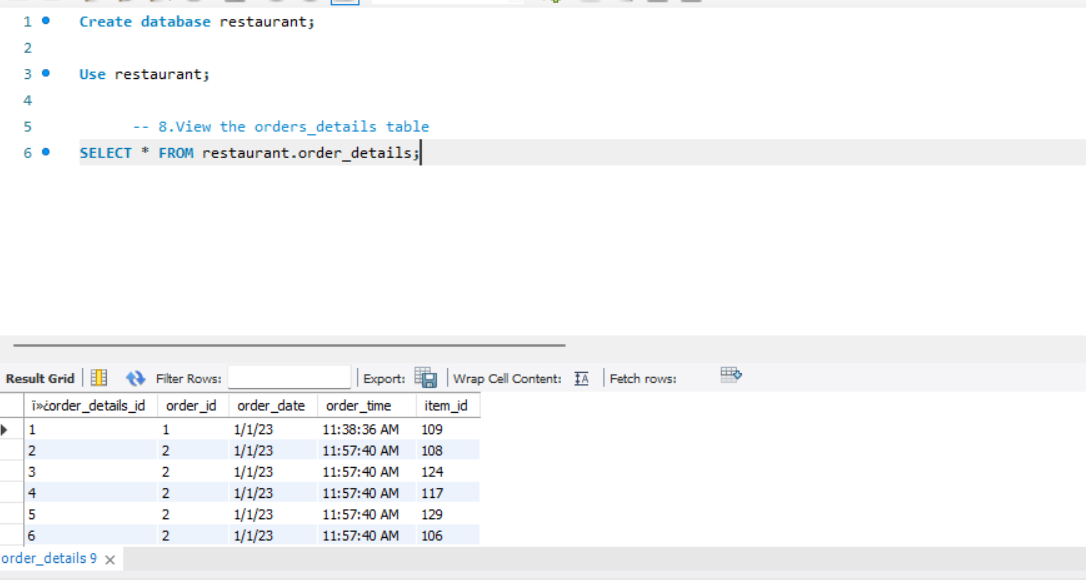 1 Create database restaurant;
2
3 Use restaurant;
4
5 -- 8.View the orders_details table
6 SELECT * FROM restaurant.order_details;
Result Grid Filter Rows: Export: Wrap Cell Content: Fetch rows:
order_details_id order_id order_date order_time item_id
1 1 1/1/23 11:38:36 AM 109
2 2 1/1/23 11:57:40 AM 108
3 2 1/1/23 11:57:40 AM 124
4 2 1/1/23 11:57:40 AM 117
5 2 1/1/23 11:57:40 AM 129
6 2 1/1/23 11:57:40 AM 106
order_details 9